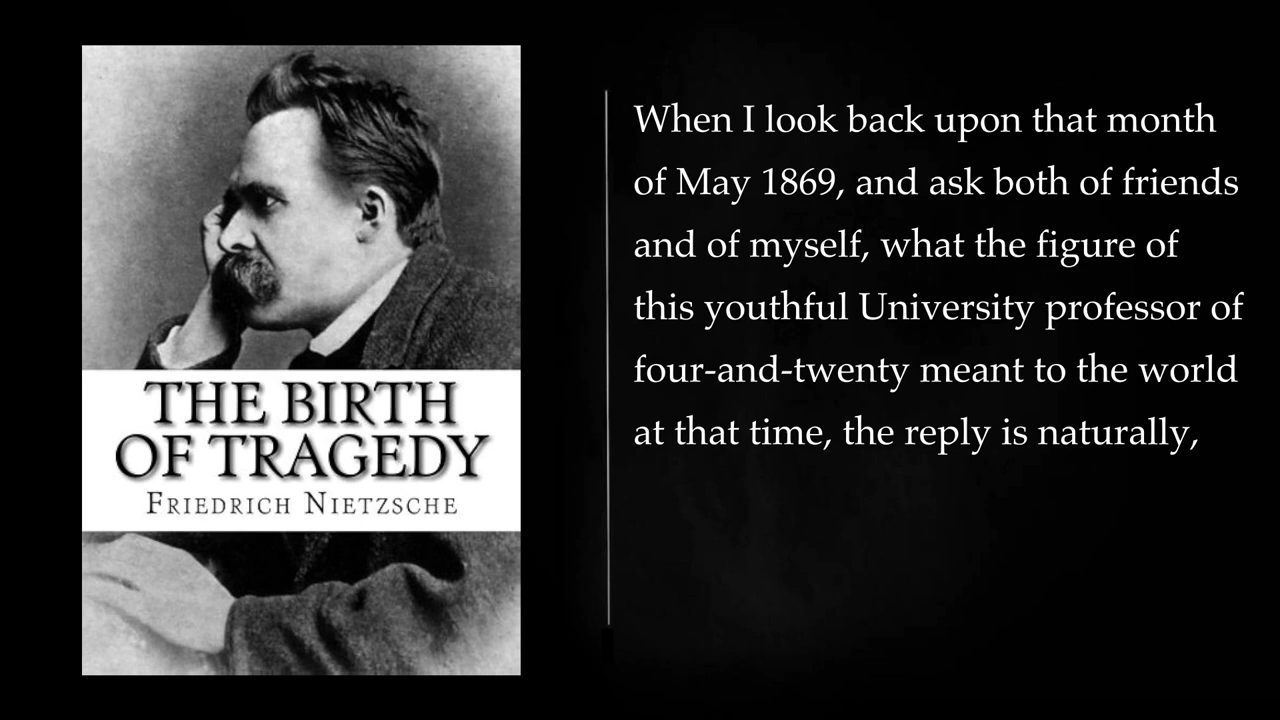 THE BIRTH
OF TRAGEDY
FRIEDRICH NIETZSCHE
When I look back upon that month
of May 1869, and ask both of friends
and of myself, what the figure of
this youthful University professor of
four-and-twenty meant to the world
at that time, the reply is naturally,